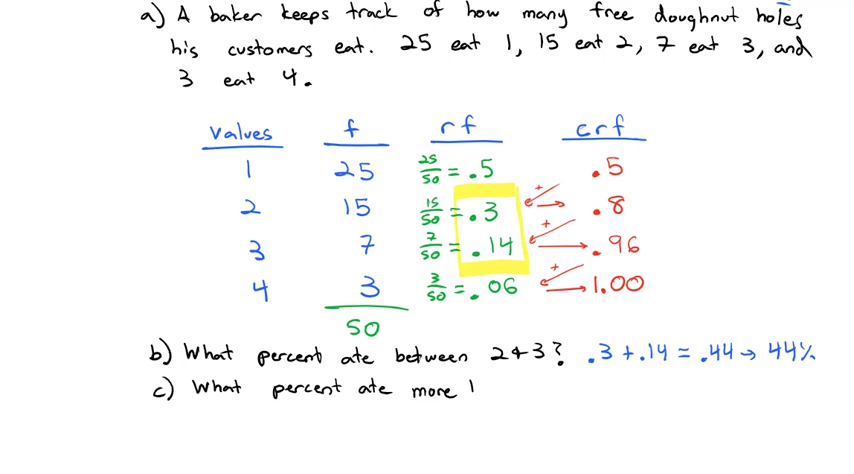 a) A baker keeps track of how many free doughnut holes
his customers eat. 25 eat 1, 15 eat 2, 7 eat 3, and
3 eat 4.
values f rf crf
1 25 25/50 = .5 .5
2 15 15/50 = .3 + .8
3 7 7/50 = .14 + .96
4 3 3/50 = .06 + 1.00
50
b) What percent ate between 2 + 3? .3 + .14 = .44 → 44%
c) What percent ate more